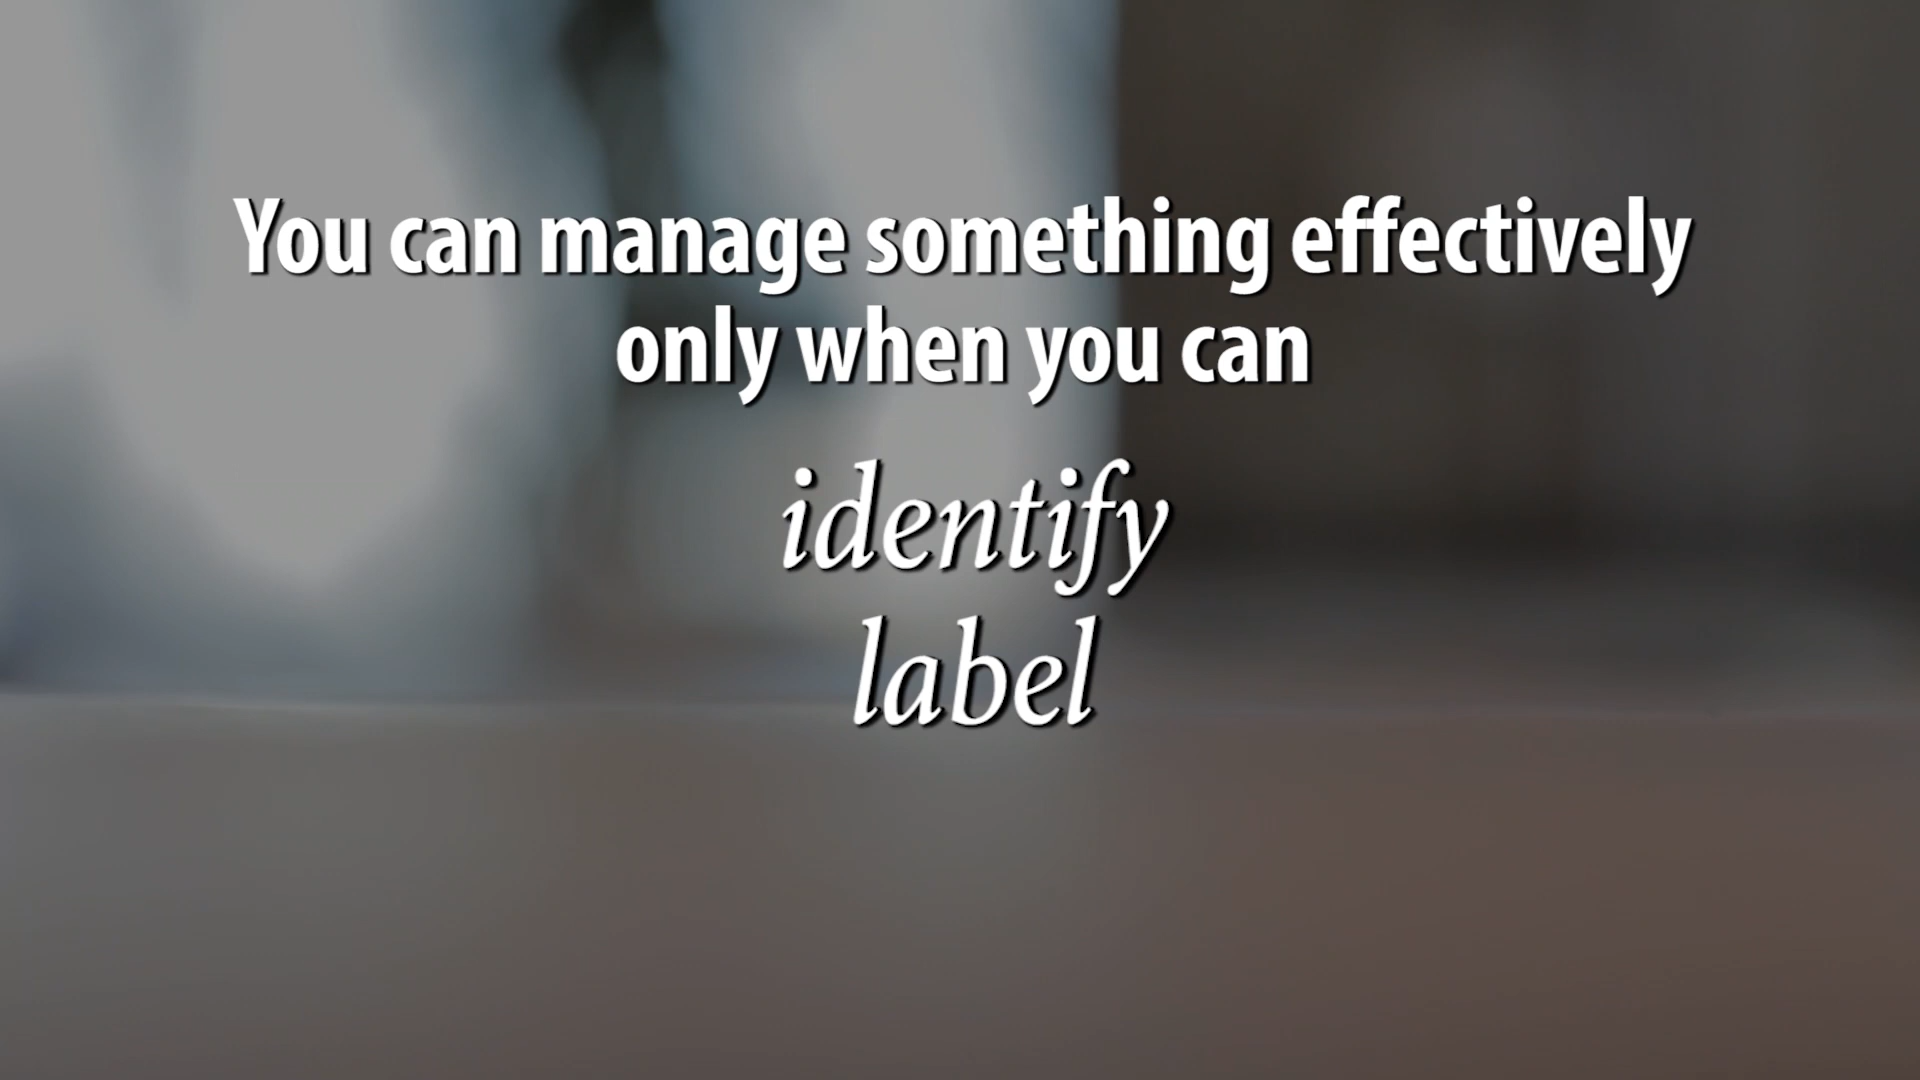 You can manage something effectively
only when you can
identify
label